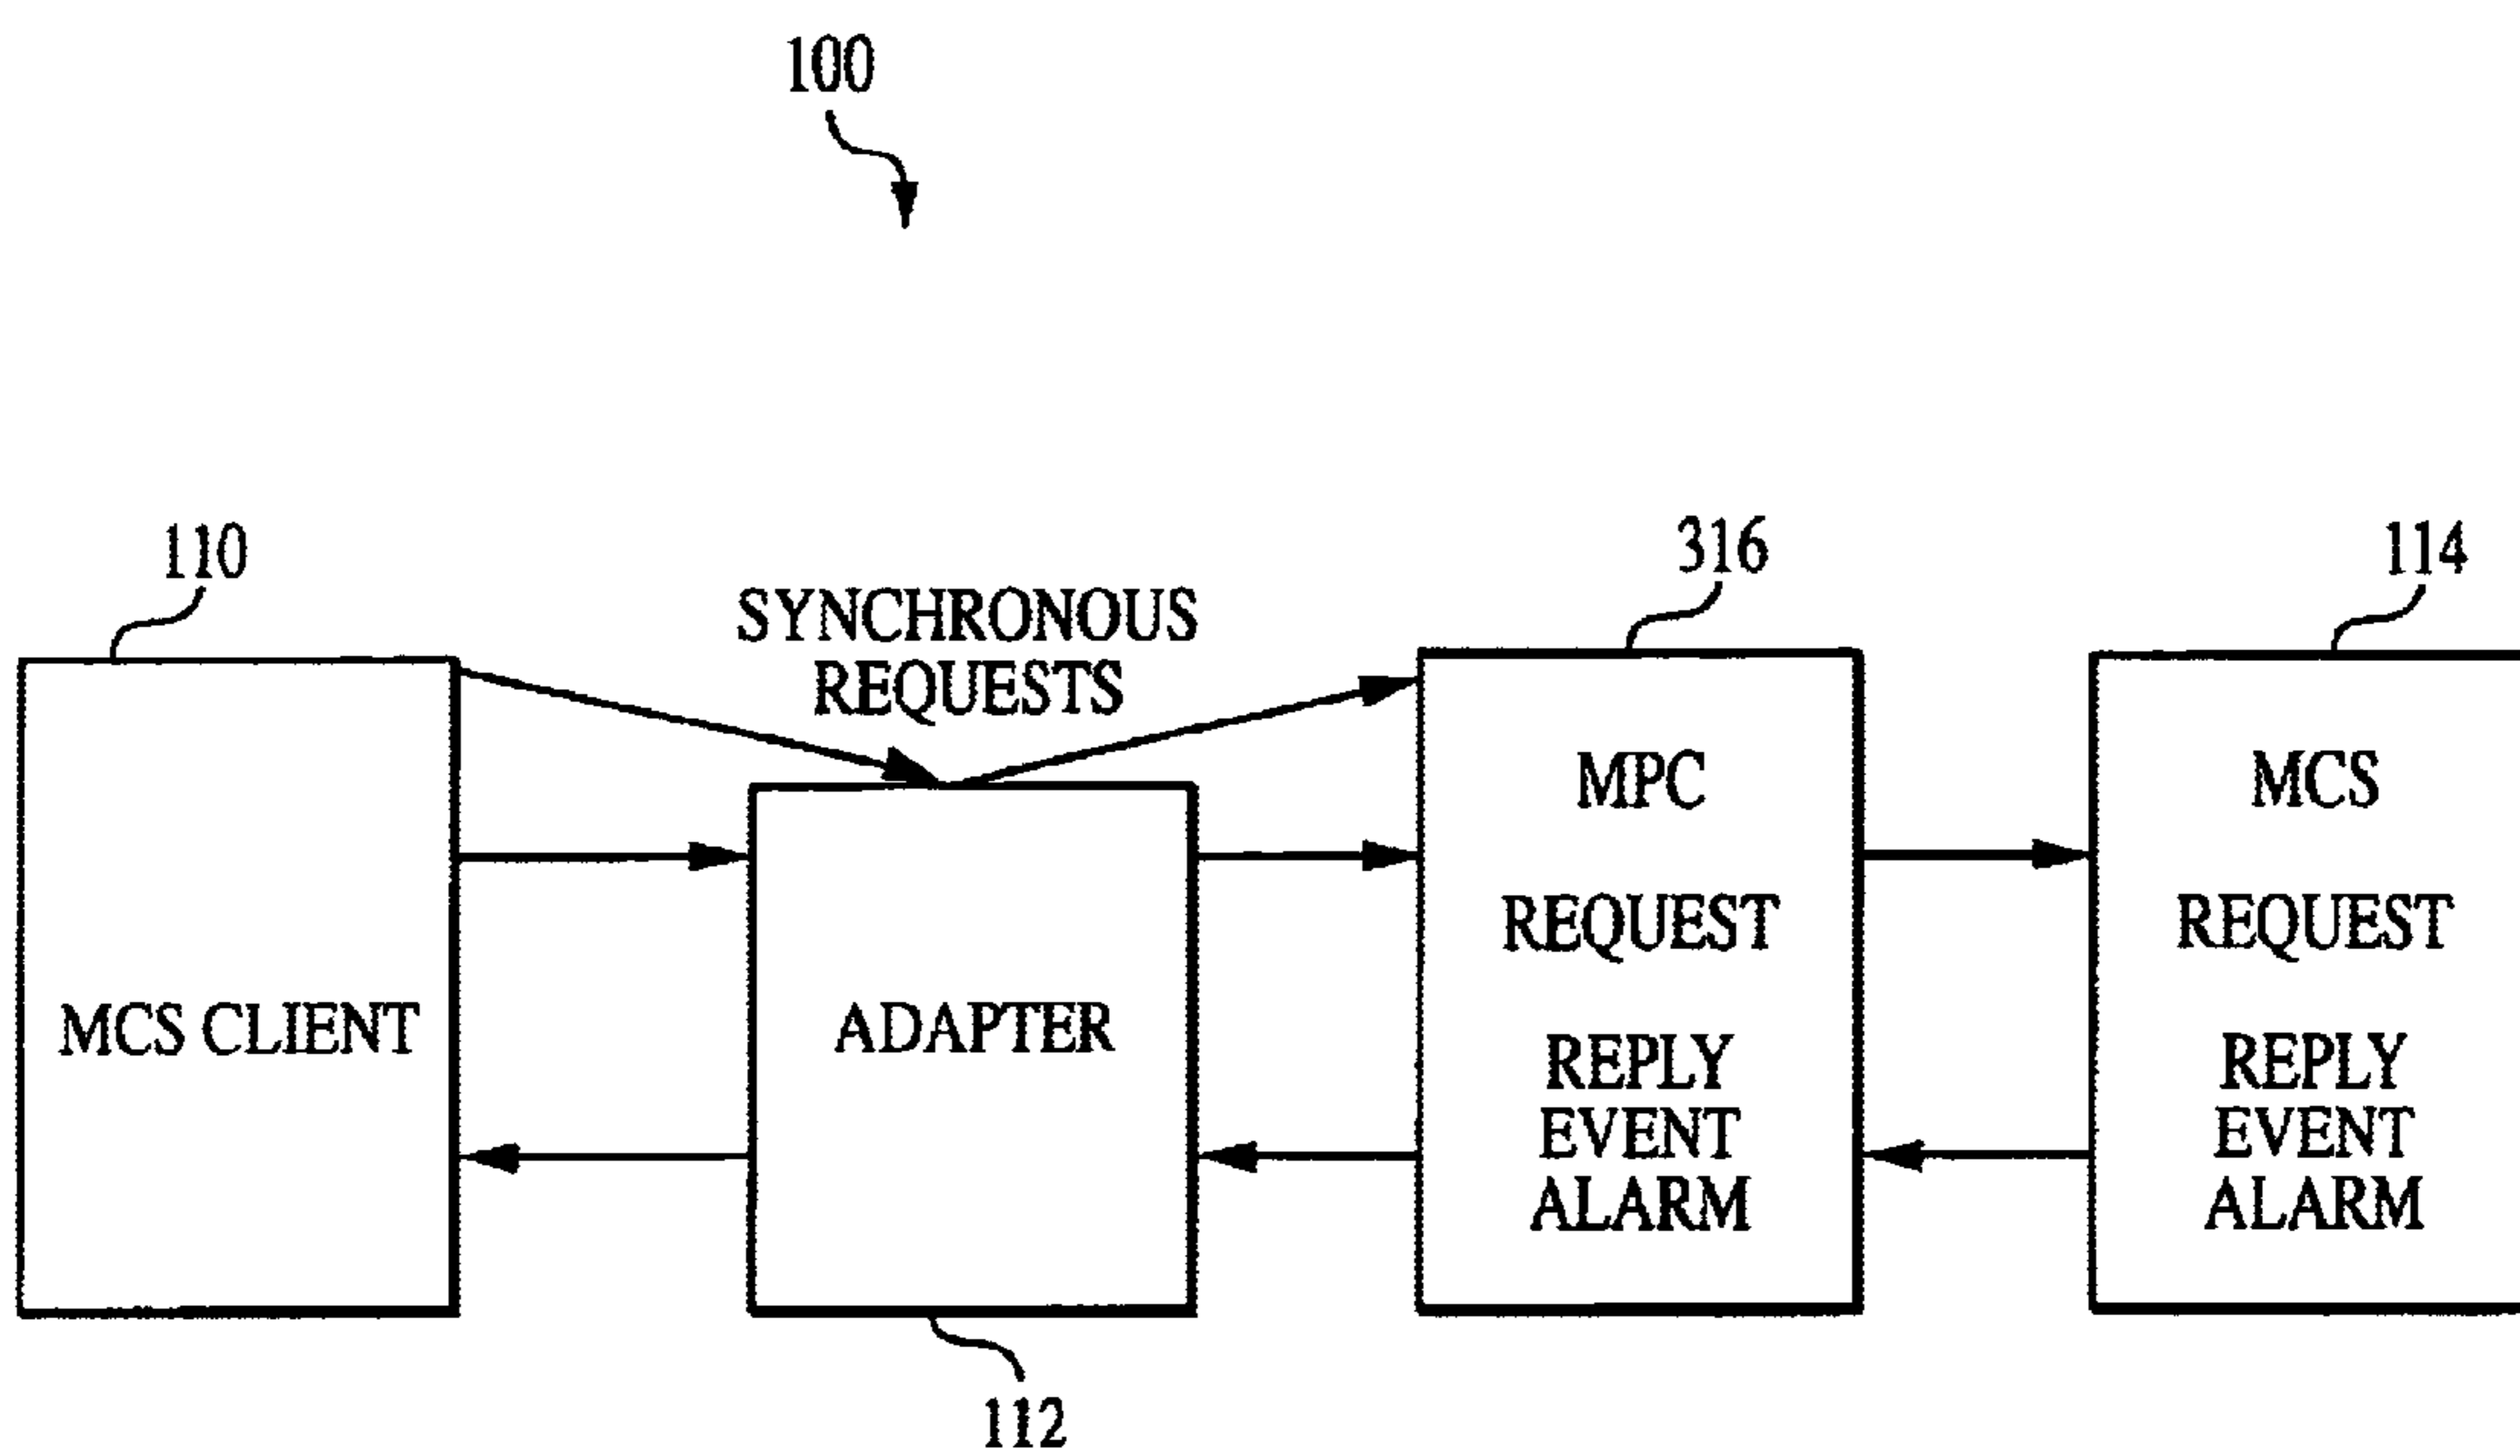 100
110
SYNCHRONOUS
REQUESTS
316
114
MCS CLIENT
ADAPTER
MPC
REQUEST
REPLY
EVENT
ALARM
MCS
REQUEST
REPLY
EVENT
ALARM
112